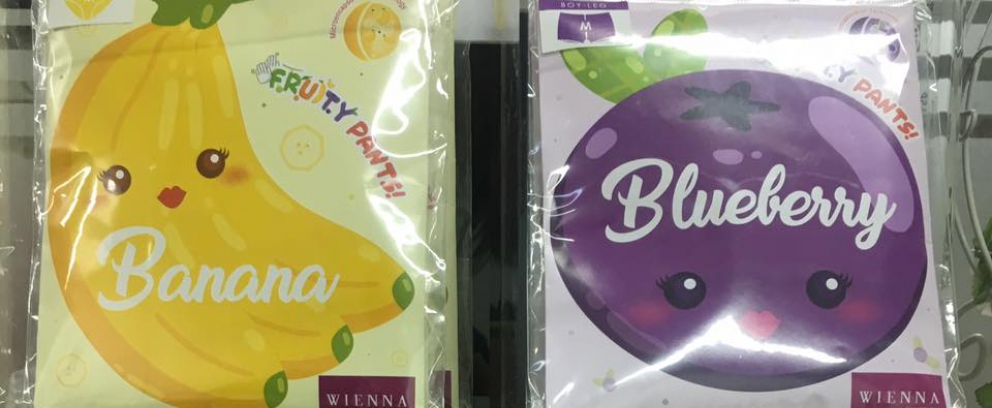 FRUITY PANTS!
Banana
WIENNA
BOY-LEG
M
PANTS!
Blueberry
WIENNA